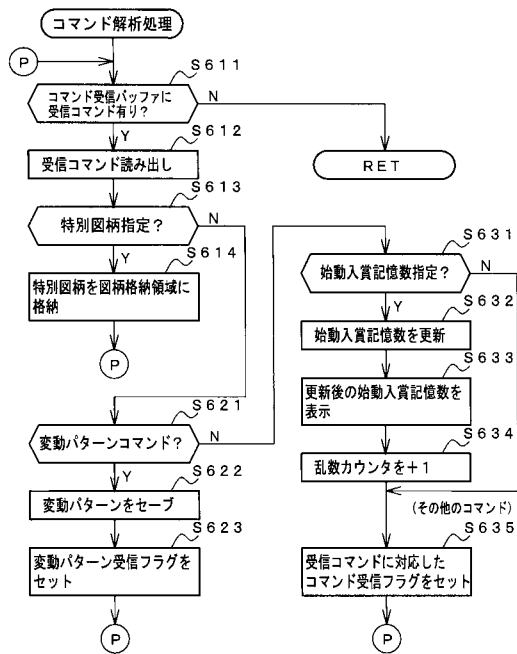 コマンド解析処理
P
S611
コマンド受信バッファに
受信コマンド有り?
N
Y
RET
S612
受信コマンド読み出し
S613
特別図柄指定?
N
Y
S614
特別図柄を図柄格納領域に
格納
P
S621
変動パターンコマンド?
N
Y
S622
変動パターンをセーブ
S623
変動パターン受信フラグを
セット
P
S631
始動入賞記憶数指定?
N
Y
S632
始動入賞記憶数を更新
S633
更新後の始動入賞記憶数を
表示
S634
乱数カウンタを+1
(その他のコマンド)
S635
受信コマンドに対応した
コマンド受信フラグをセット
P